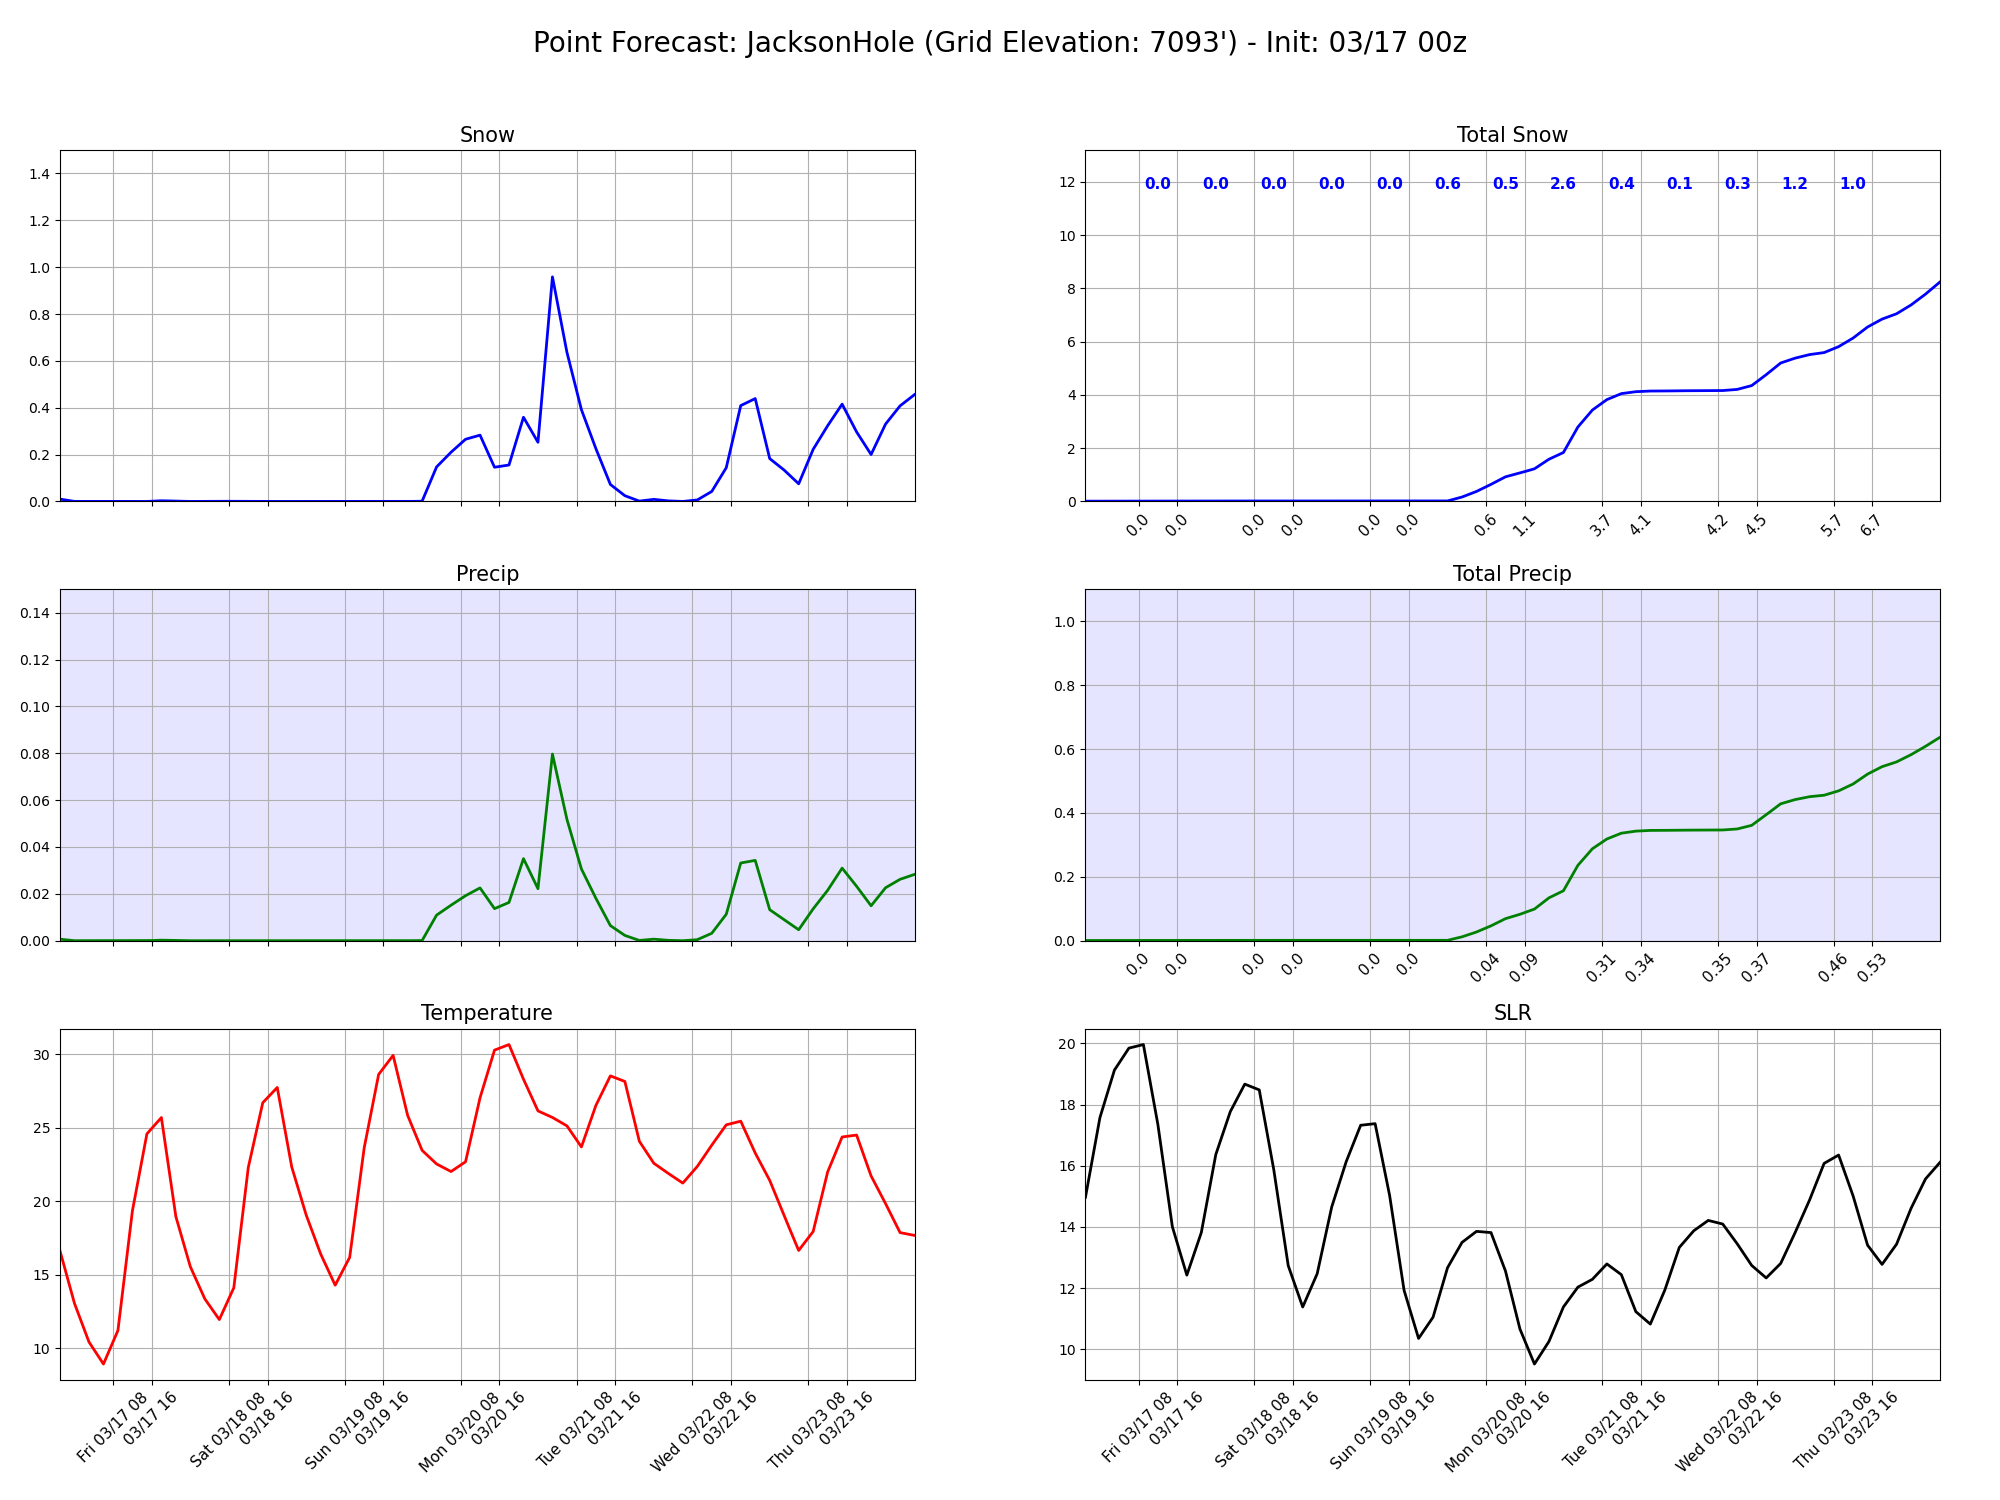 Point Forecast: JacksonHole (Grid Elevation: 7093') - Init: 03/17 00z
Snow
1.4
1.2
1.0
0.8
0.6
0.4
0.2
0.0
Total Snow
0.0 0.0 0.0 0.0 0.0 0.6 0.5 2.6 0.4 0.1 0.3 1.2 1.0
12
10
8
6
4
2
0
0.0 0.0 0.0 0.0 0.0 0.0 0.6 1.1 3.7 4.1 4.2 4.5 5.7 6.7
Precip
0.14
0.12
0.10
0.08
0.06
0.04
0.02
0.00
Total Precip
1.0
0.8
0.6
0.4
0.2
0.0
0.0 0.0 0.0 0.0 0.0 0.0 0.04 0.09 0.31 0.34 0.35 0.37 0.46 0.53
Temperature
30
25
20
15
10
Fri 03/17 08
03/17 16
Sat 03/18 08
03/18 16
Sun 03/19 08
03/19 16
Mon 03/20 08
03/20 16
Tue 03/21 08
03/21 16
Wed 03/22 08
03/22 16
Thu 03/23 08
03/23 16
SLR
20
18
16
14
12
10
Fri 03/17 08
03/17 16
Sat 03/18 08
03/18 16
Sun 03/19 08
03/19 16
Mon 03/20 08
03/20 16
Tue 03/21 08
03/21 16
Wed 03/22 08
03/22 16
Thu 03/23 08
03/23 16